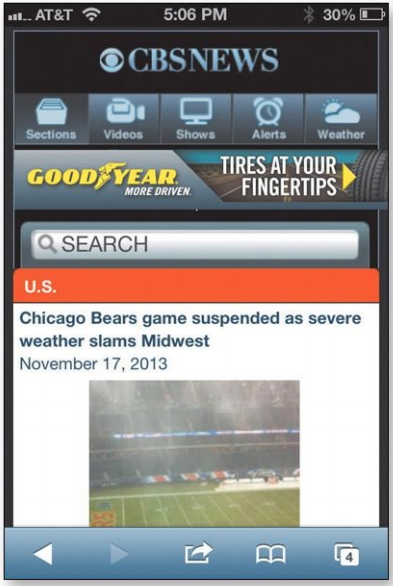 AT&T 5:06 PM 30%
CBSNEWS
Sections Videos Shows Alerts Weather
GOODYEAR
MORE DRIVEN.
TIRES AT YOUR
FINGERTIPS
SEARCH
U.S.
Chicago Bears game suspended as severe
weather slams Midwest
November 17, 2013
4